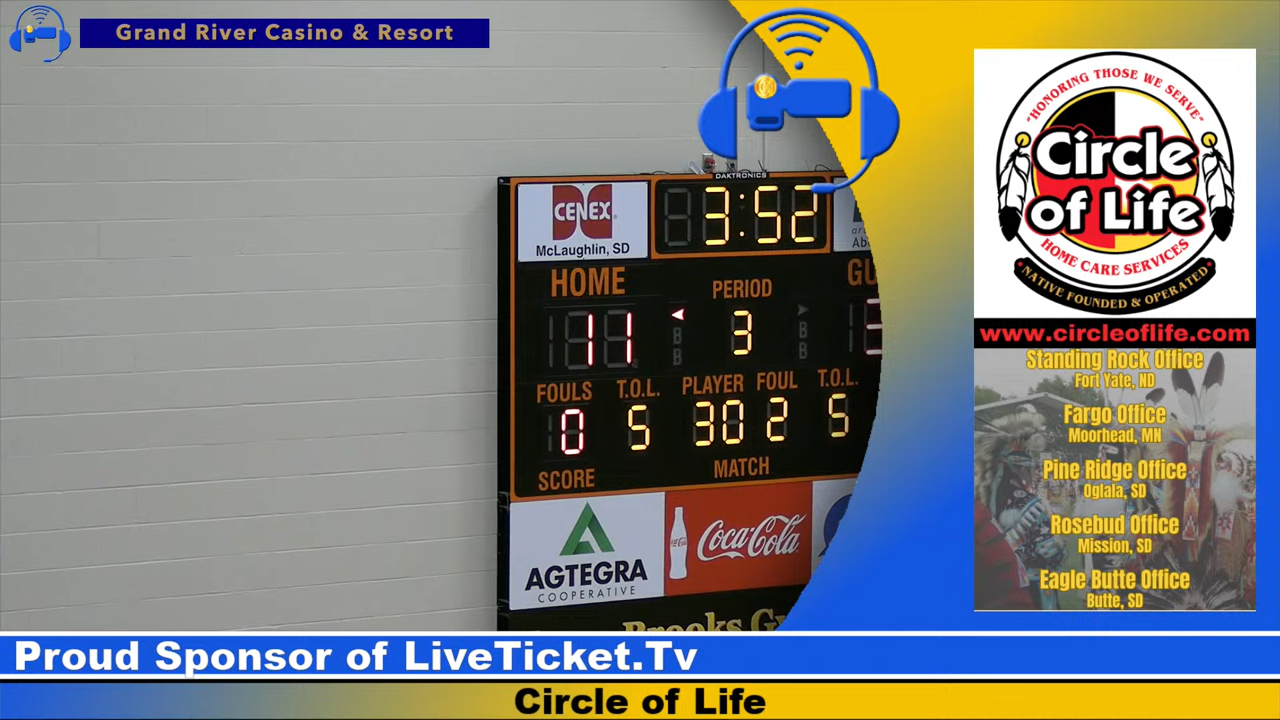 Grand River Casino & Resort
DAKTRONICS
CENEX
McLaughlin, SD
3:52
HOME
PERIOD
11
3
FOULS
T.O.L.
PLAYER
FOUL
T.O.L.
0
5
30
2
5
SCORE
MATCH
AGTEGRA
COOPERATIVE
Coca-Cola
Brooks
"HONORING THOSE WE SERVE"
Circle
of Life
HOME CARE SERVICES
NATIVE FOUNDED & OPERATED
www.circleoflife.com
Standing Rock Office
Fort Yate, ND
Fargo Office
Moorhead, MN
Pine Ridge Office
Oglala, SD
Rosebud Office
Mission, SD
Eagle Butte Office
Butte, SD
Proud Sponsor of LiveTicket.Tv
Circle of Life